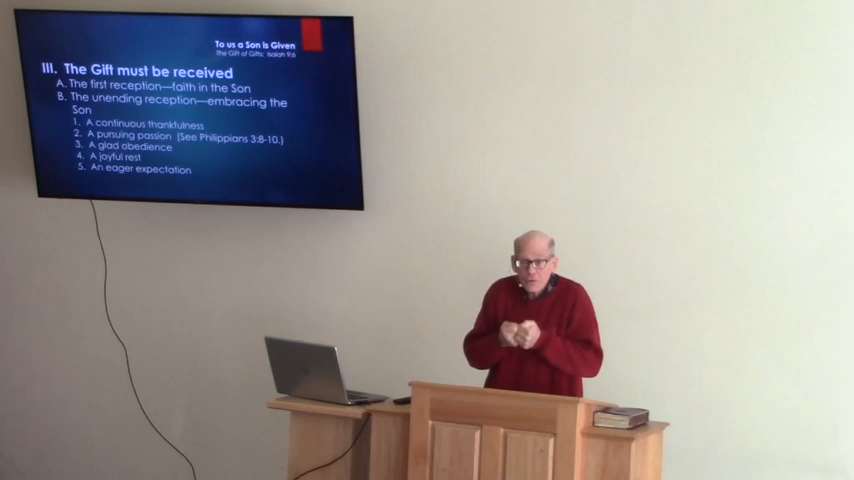 To us a Son is Given
The Gift of Gifts: Isaiah 9:6
III. The Gift must be received
A. The first reception—faith in the Son
B. The unending reception—embracing the
Son
1. A continuous thankfulness
2. A pursuing passion (See Philippians 3:8-10.)
3. A glad obedience
4. A joyful rest
5. An eager expectation